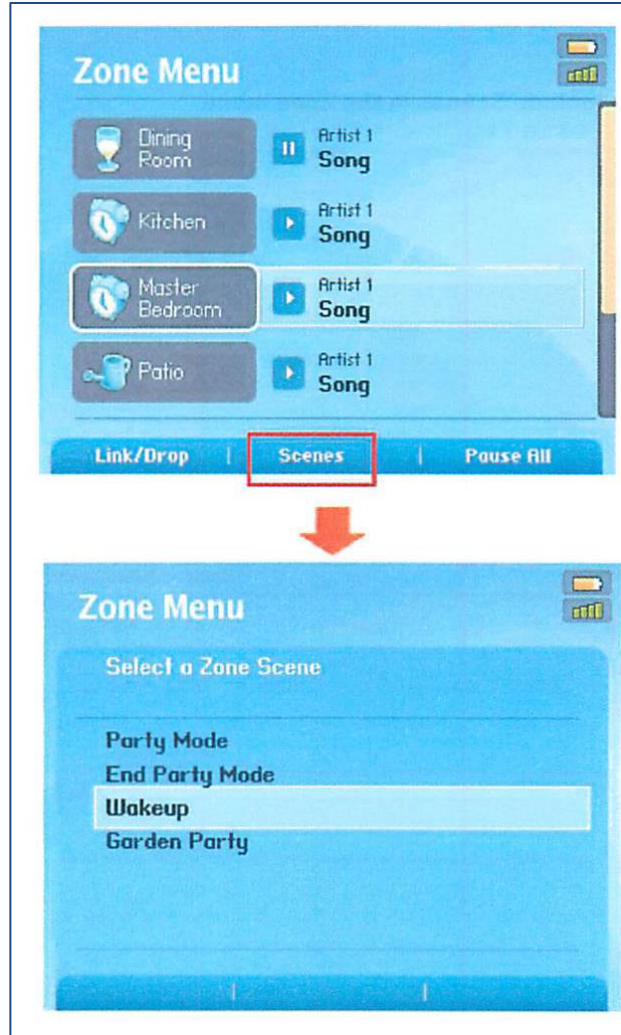 Zone Menu
Dining
Room
Artist 1
Song
Kitchen
Artist 1
Song
Master
Bedroom
Artist 1
Song
Patio
Artist 1
Song
Link/Drop | Scenes | Pause All
Zone Menu
Select a Zone Scene
Party Mode
End Party Mode
Wakeup
Garden Party